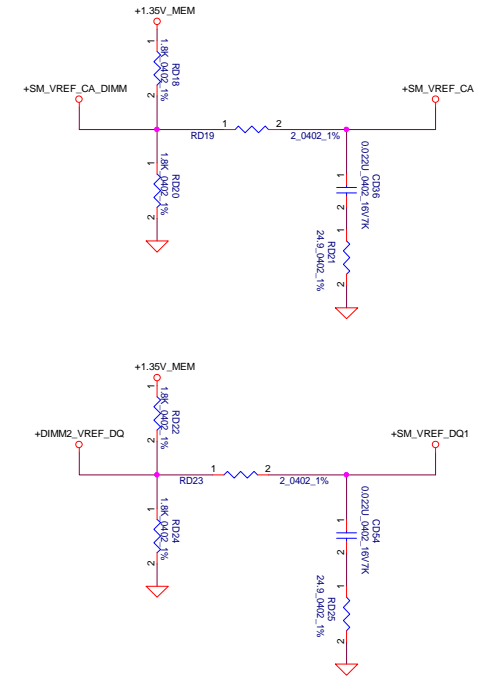 +1.35V_MEM
1
RD18
1.8K_0402_1%
2
+SM_VREF_CA_DIMM
+SM_VREF_CA
1
2
RD19
2_0402_1%
1
RD20
1.8K_0402_1%
2
1
CD36
0.022U_0402_16V7K
2
1
RD21
24.9_0402_1%
2
+1.35V_MEM
1
RD22
1.8K_0402_1%
2
+DIMM2_VREF_DQ
+SM_VREF_DQ1
1
2
RD23
2_0402_1%
1
RD24
1.8K_0402_1%
2
1
CD54
0.022U_0402_16V7K
2
1
RD25
24.9_0402_1%
2